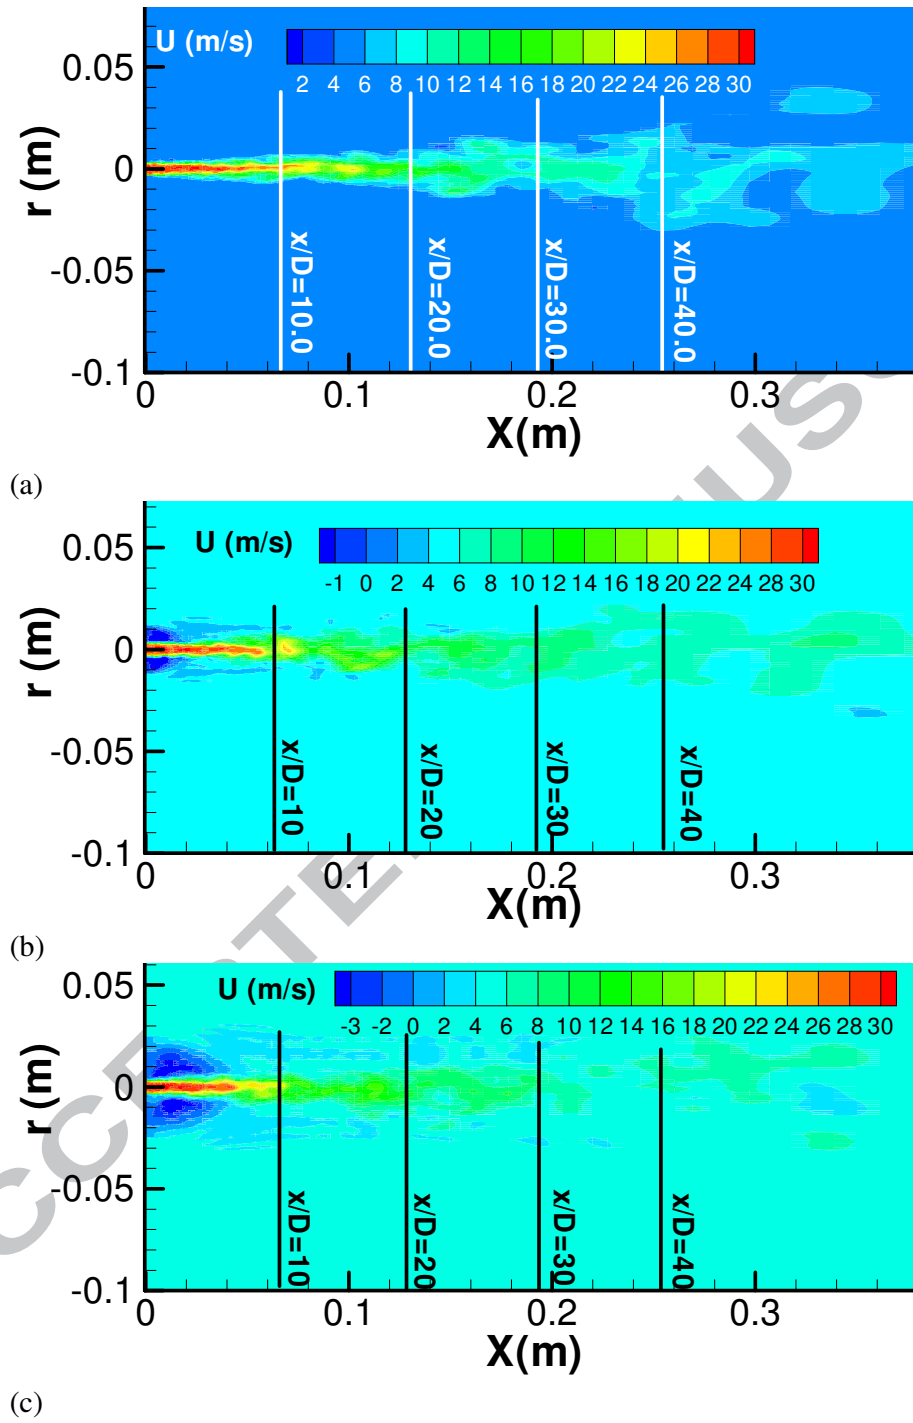 U (m/s)
2 4 6 8 10 12 14 16 18 20 22 24 26 28 30
0.05
0
-0.05
-0.1
r (m)
x/D=10.0
x/D=20.0
x/D=30.0
x/D=40.0
0 0.1 0.2 0.3
X(m)
(a)
U (m/s)
-1 0 2 4 6 8 10 12 14 16 18 20 22 24 28 30
0.05
0
-0.05
-0.1
r (m)
x/D=10
x/D=20
x/D=30
x/D=40
0 0.1 0.2 0.3
X(m)
(b)
U (m/s)
-3 -2 0 2 4 6 8 10 12 14 16 18 20 22 24 26 28 30
0.05
0
-0.05
-0.1
r (m)
x/D=10
x/D=20
x/D=30
x/D=40
0 0.1 0.2 0.3
X(m)
(c)